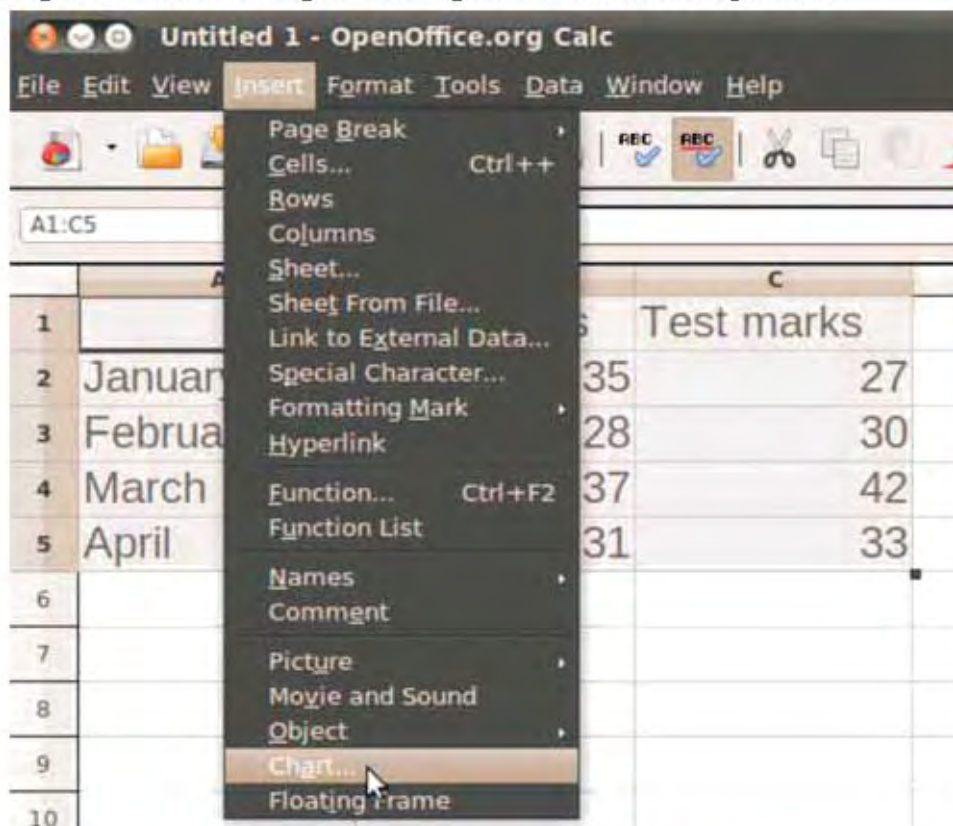 Untitled 1 - OpenOffice.org Calc
File Edit View Insert Format Tools Data Window Help
ABC ABC
A1:C5
Page Break
Cells... Ctrl++
Rows
Columns
Sheet...
Sheet From File...
Link to External Data...
Special Character...
Formatting Mark
Hyperlink
Function... Ctrl+F2
Function List
Names
Comment
Picture
Movie and Sound
Object
Chart...
Floating Frame
A C
1 s Test marks
2 January 35 27
3 Februa 28 30
4 March 37 42
5 April 31 33
6
7
8
9
10